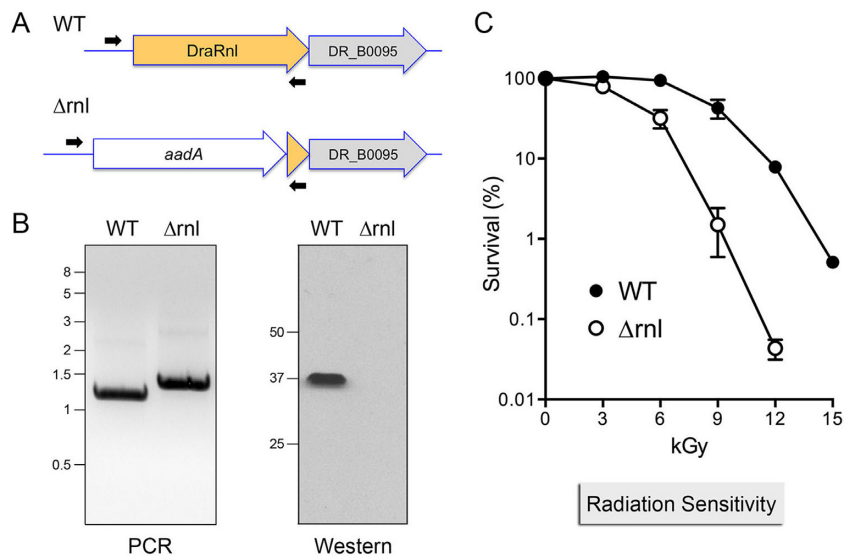 A
WT
DraRnl
DR_B0095
Δrnl
aadA
DR_B0095
B
WT Δrnl
8
5
3
2
1.5
1
0.5
PCR
WT Δrnl
50
37
25
Western
C
Survival (%)
100
10
1
0.1
0.01
WT
Δrnl
0 3 6 9 12 15
kGy
Radiation Sensitivity